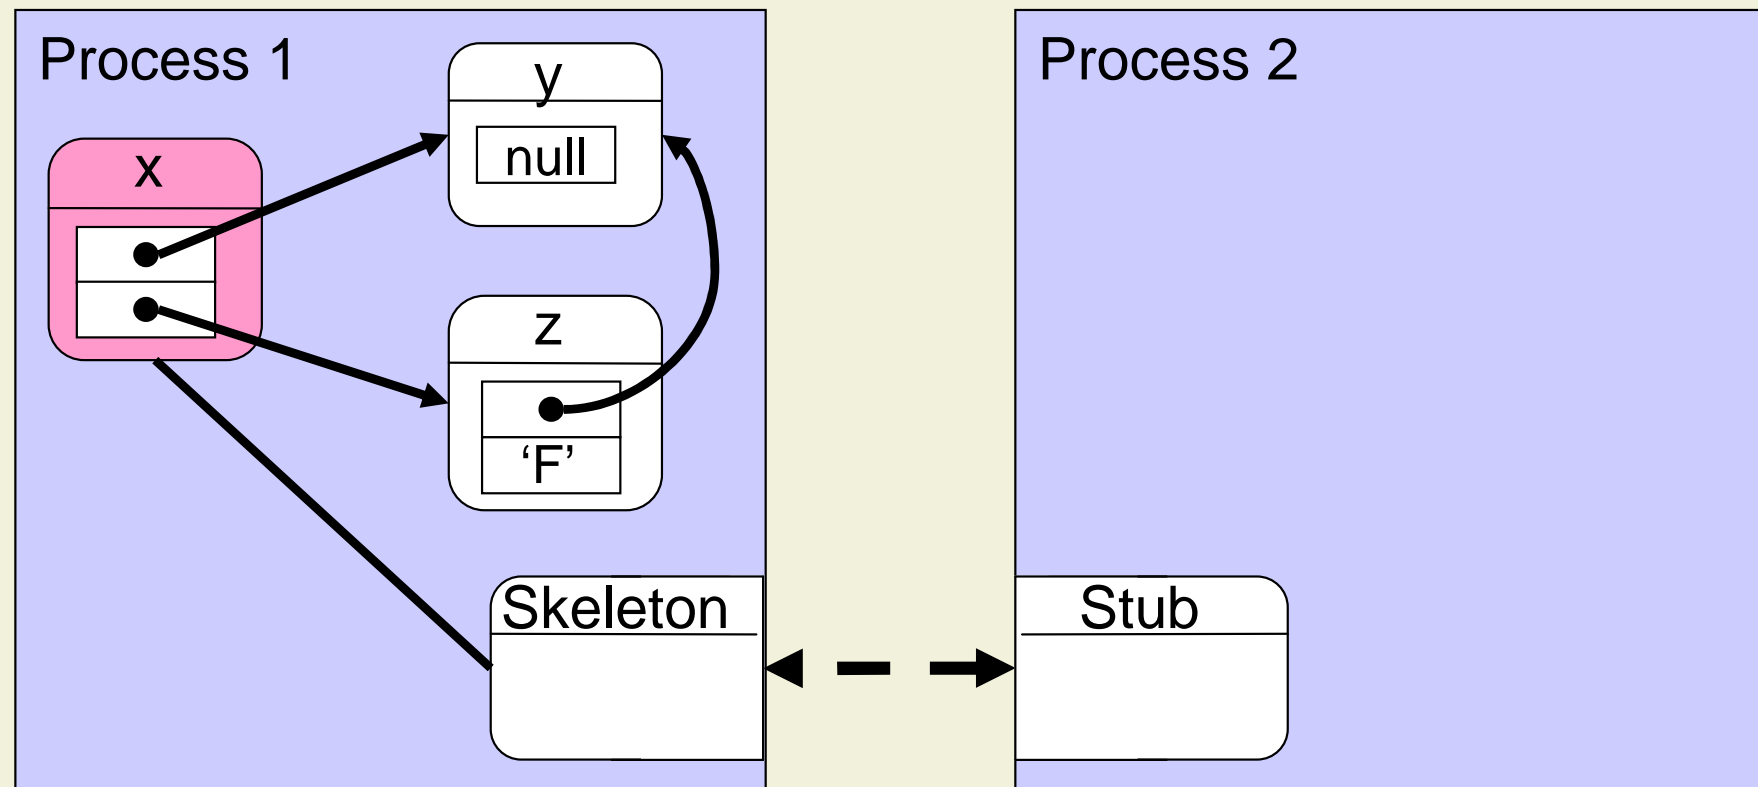 Process 1
y
null
x
z
‘F’
Skeleton
Process 2
Stub